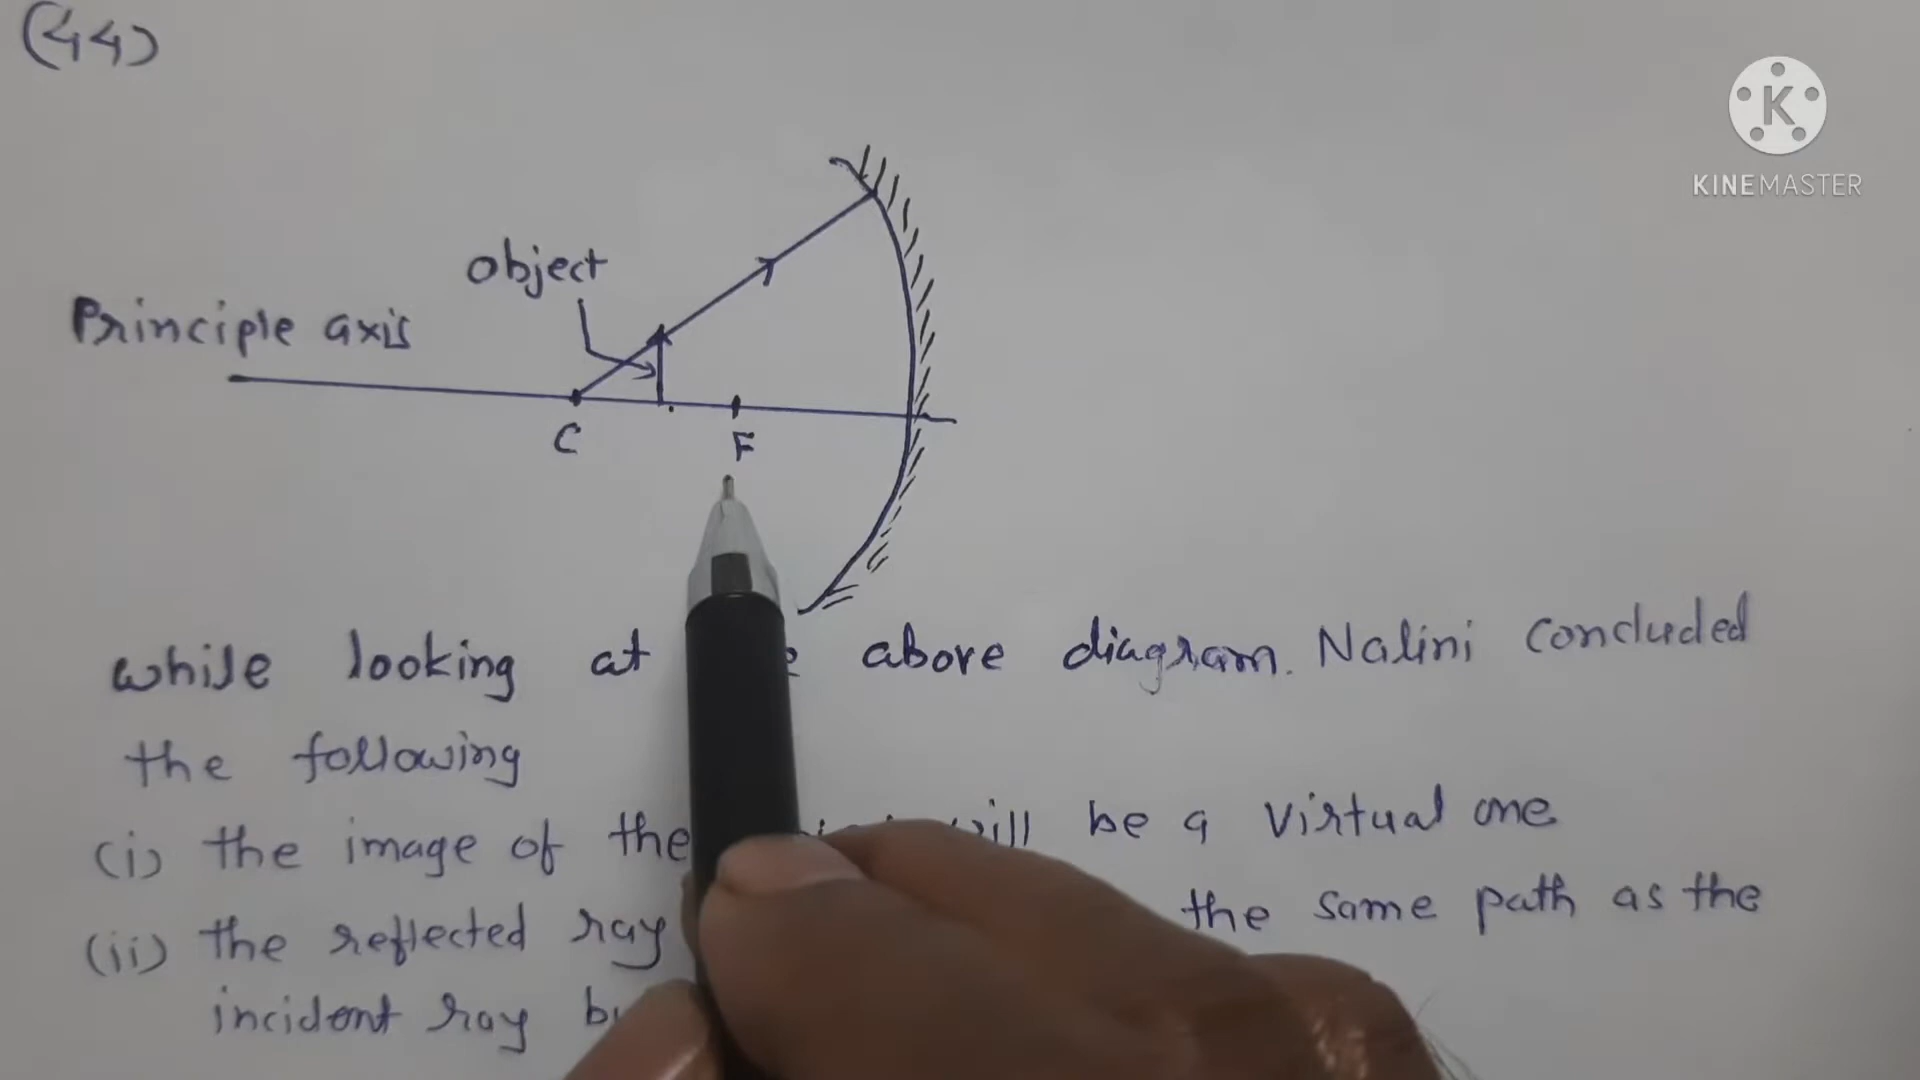 (44)
K
KINEMASTER
object
Principle axis
C
F
while looking at above diagram. Nalini concluded
the following
(i) the image of the will be a virtual one
(ii) the reflected ray the same path as the
incident ray